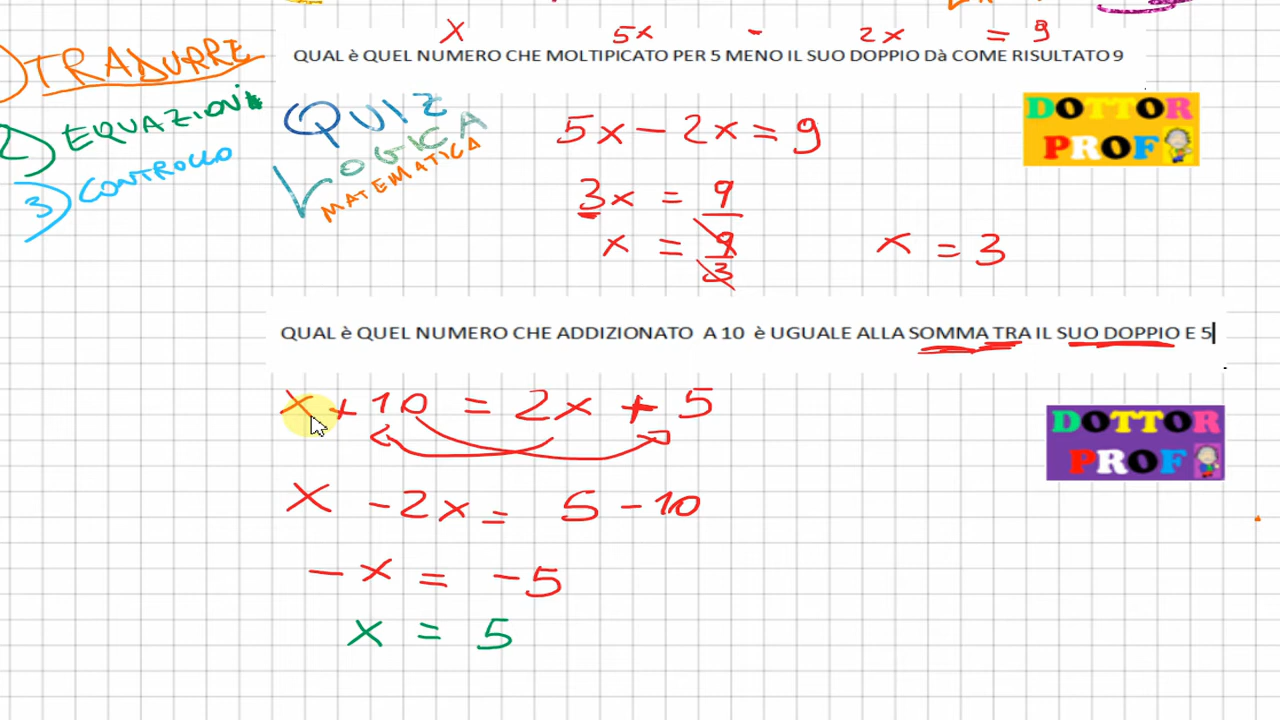 x 5x - 2x = 9
QUAL è QUEL NUMERO CHE MOLTIPICATO PER 5 MENO IL SUO DOPPIO Dà COME RISULTATO 9
1) TRADURRE
2) EQUAZIONI
3) CONTROLLO
QUIZ
LOGICA
MATEMATICA
5x - 2x = 9
3x = 9
x = 9/3 x = 3
DOTTOR
PROF
QUAL è QUEL NUMERO CHE ADDIZIONATO A 10 è UGUALE ALLA SOMMA TRA IL SUO DOPPIO E 5
x + 10 = 2x + 5
x - 2x = 5 - 10
- x = - 5
x = 5
DOTTOR
PROF